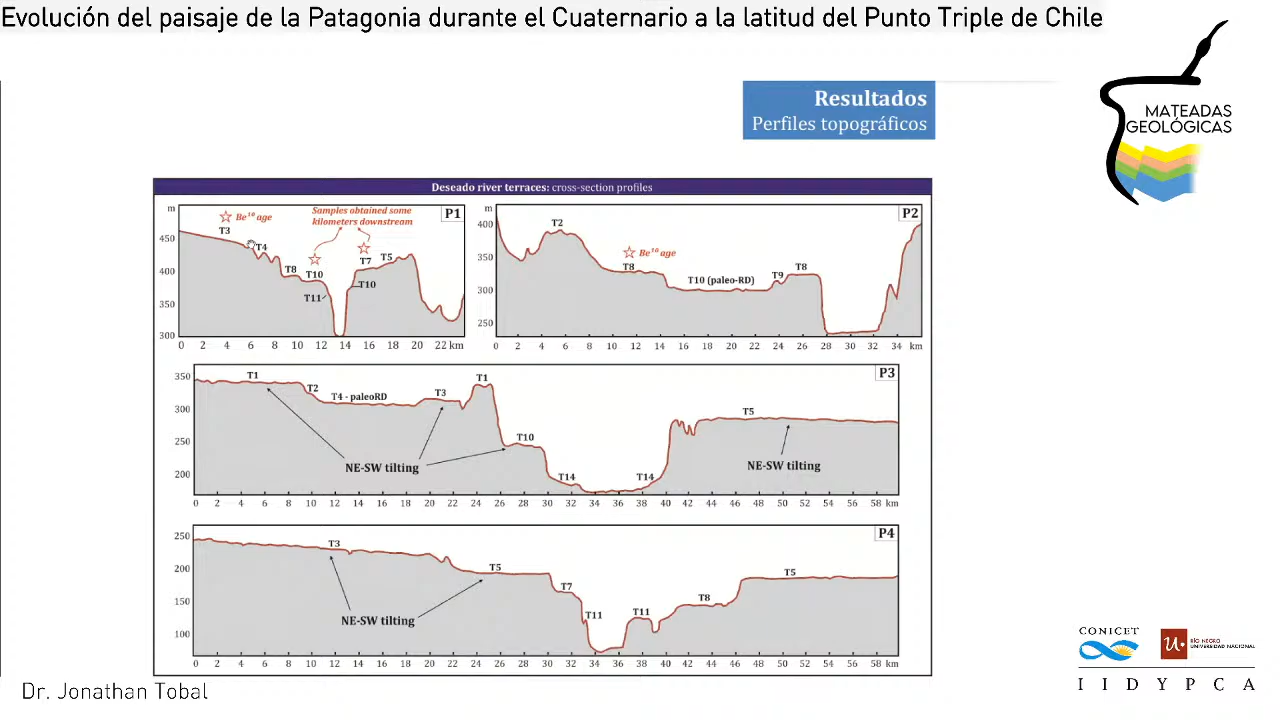 Evolución del paisaje de la Patagonia durante el Cuaternario a la latitud del Punto Triple de Chile
MATEADAS
GEOLÓGICAS
Resultados
Perfiles topográficos
Deseado river terraces: cross-section profiles
m
450
400
350
300
Be¹⁰ age
Samples obtained some
kilometers downstream
P1
T3
T4
T8
T10
T11
T7
T5
T10
0 2 4 6 8 10 12 14 16 18 20 22 km
m
400
350
300
250
P2
T2
Be¹⁰ age
T8
T10 (paleo-RD)
T9
T8
0 2 4 6 8 10 12 14 16 18 20 22 24 26 28 30 32 34 km
350
300
250
200
P3
T1
T2
T4 - paleoRD
T3
T1
T10
T14
T14
T5
NE-SW tilting
NE-SW tilting
0 2 4 6 8 10 12 14 16 18 20 22 24 26 28 30 32 34 36 38 40 42 44 46 48 50 52 54 56 58 km
250
200
150
100
P4
T3
T5
T7
T11
T11
T8
T5
NE-SW tilting
0 2 4 6 8 10 12 14 16 18 20 22 24 26 28 30 32 34 36 38 40 42 44 46 48 50 52 54 56 58 km
Dr. Jonathan Tobal
CONICET
RÍO NEGRO
UNIVERSIDAD NACIONAL
IIDYPCA